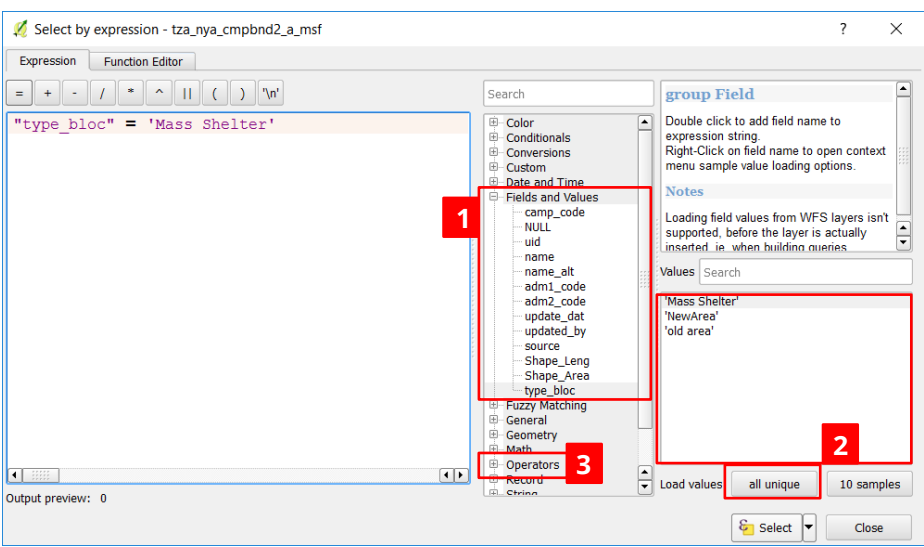 Select by expression - tza_nya_cmpbnd2_a_msf
? ×
Expression Function Editor
= + - / * ^ || ( ) '\n'
"type_bloc" = 'Mass Shelter'
Output preview: 0
Search
Color
Conditionals
Conversions
Custom
Date and Time
Fields and Values
camp_code
NULL
uid
name
name_alt
adm1_code
adm2_code
update_dat
updated_by
source
Shape_Leng
Shape_Area
type_bloc
Fuzzy Matching
General
Geometry
Math
Operators
Record
String
1
3
group Field
Double click to add field name to
expression string.
Right-Click on field name to open context
menu sample value loading options.
Notes
Loading field values from WFS layers isn't
supported, before the layer is actually
inserted, ie. when building queries.
Values Search
'Mass Shelter'
'NewArea'
'old area'
2
Load values all unique 10 samples
Select Close